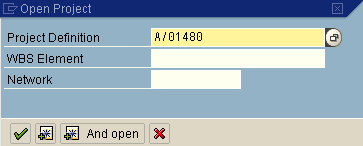 Open Project
Project Definition A/01480
WBS Element
Network
And open